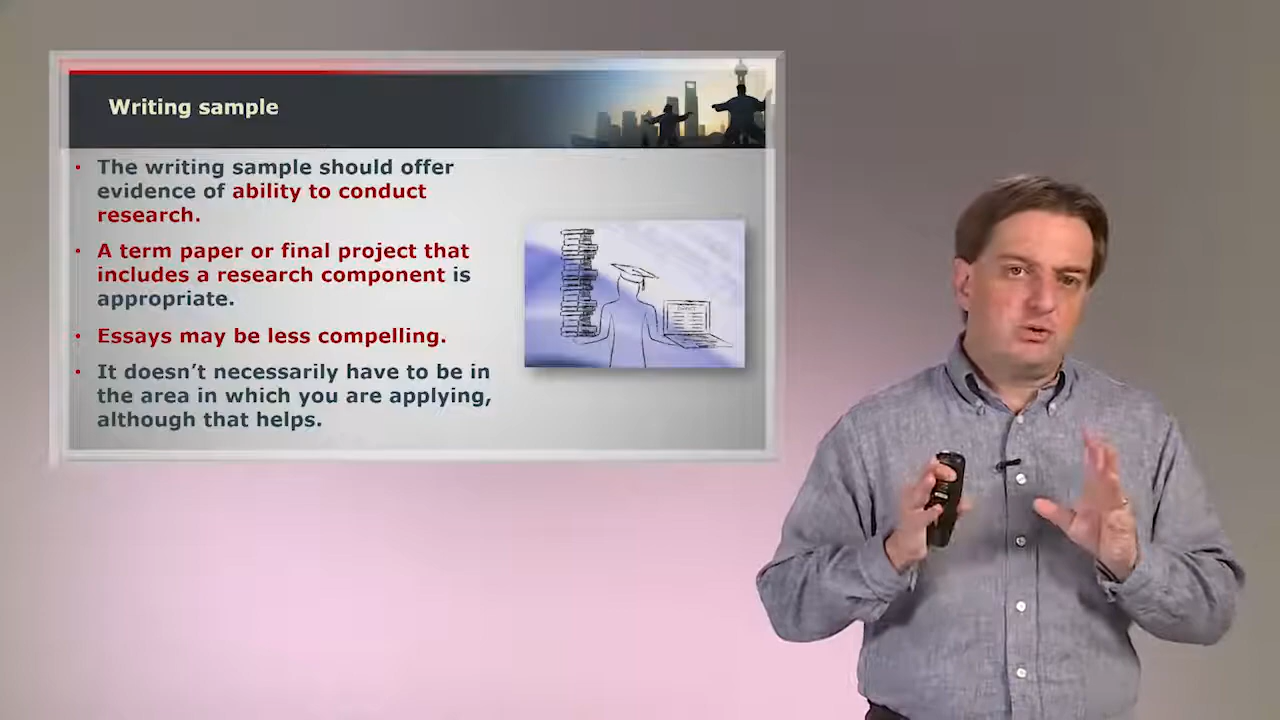 Writing sample
• The writing sample should offer
evidence of ability to conduct
research.
• A term paper or final project that
includes a research component is
appropriate.
• Essays may be less compelling.
• It doesn’t necessarily have to be in
the area in which you are applying,
although that helps.